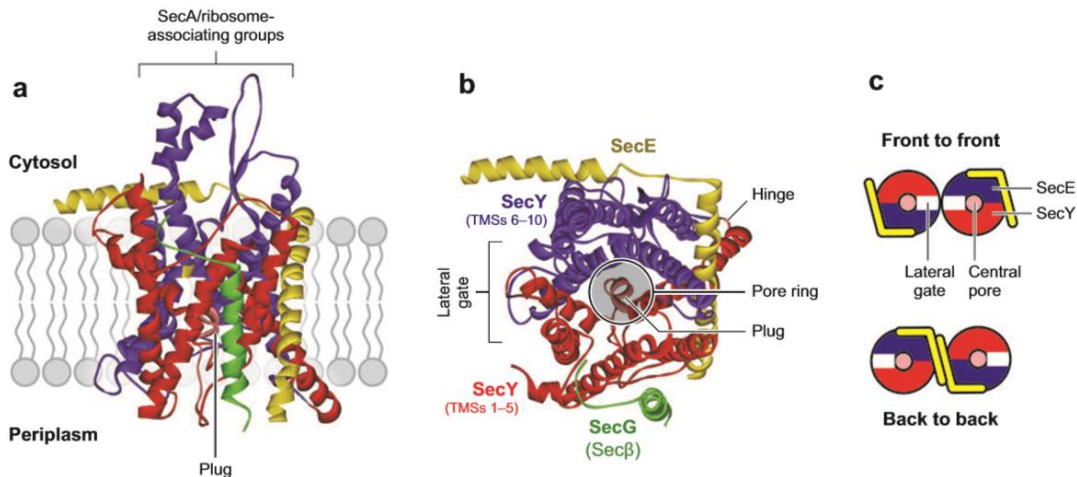 SecA/ribosome-
associating groups
a
Cytosol
Periplasm
Plug
b
SecE
SecY
(TMSs 6–10)
Hinge
Lateral
gate
Pore ring
Plug
SecY
(TMSs 1–5)
SecG
(Secβ)
c
Front to front
SecE
SecY
Lateral
gate
Central
pore
Back to back